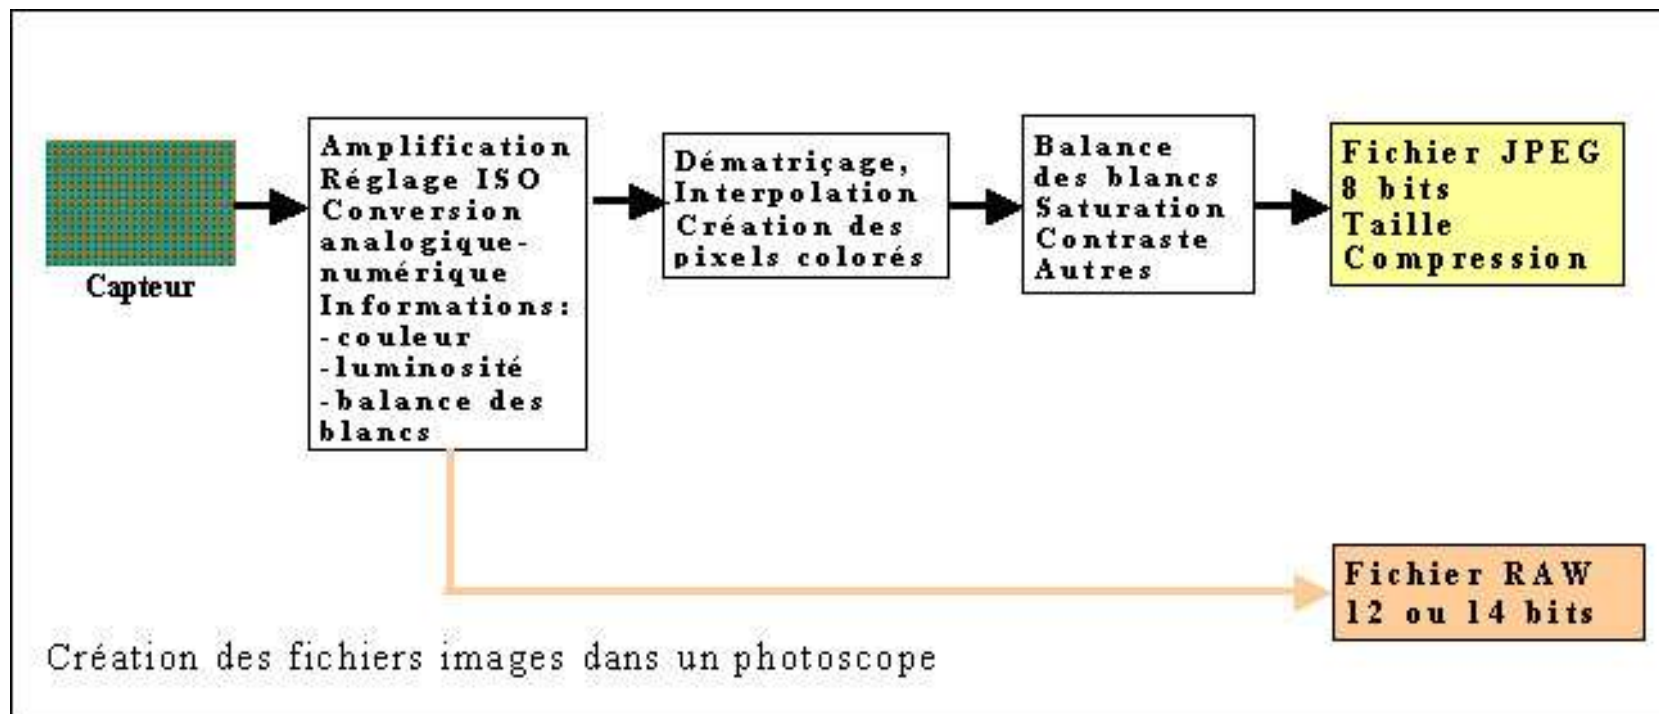 Capteur
Amplification
Réglage ISO
Conversion
analogique-
numérique
Informations:
-couleur
-luminosité
-balance des
blancs
Dématriçage,
Interpolation
Création des
pixels colorés
Balance
des blancs
Saturation
Contraste
Autres
Fichier JPEG
8 bits
Taille
Compression
Fichier RAW
12 ou 14 bits
Création des fichiers images dans un photoscope